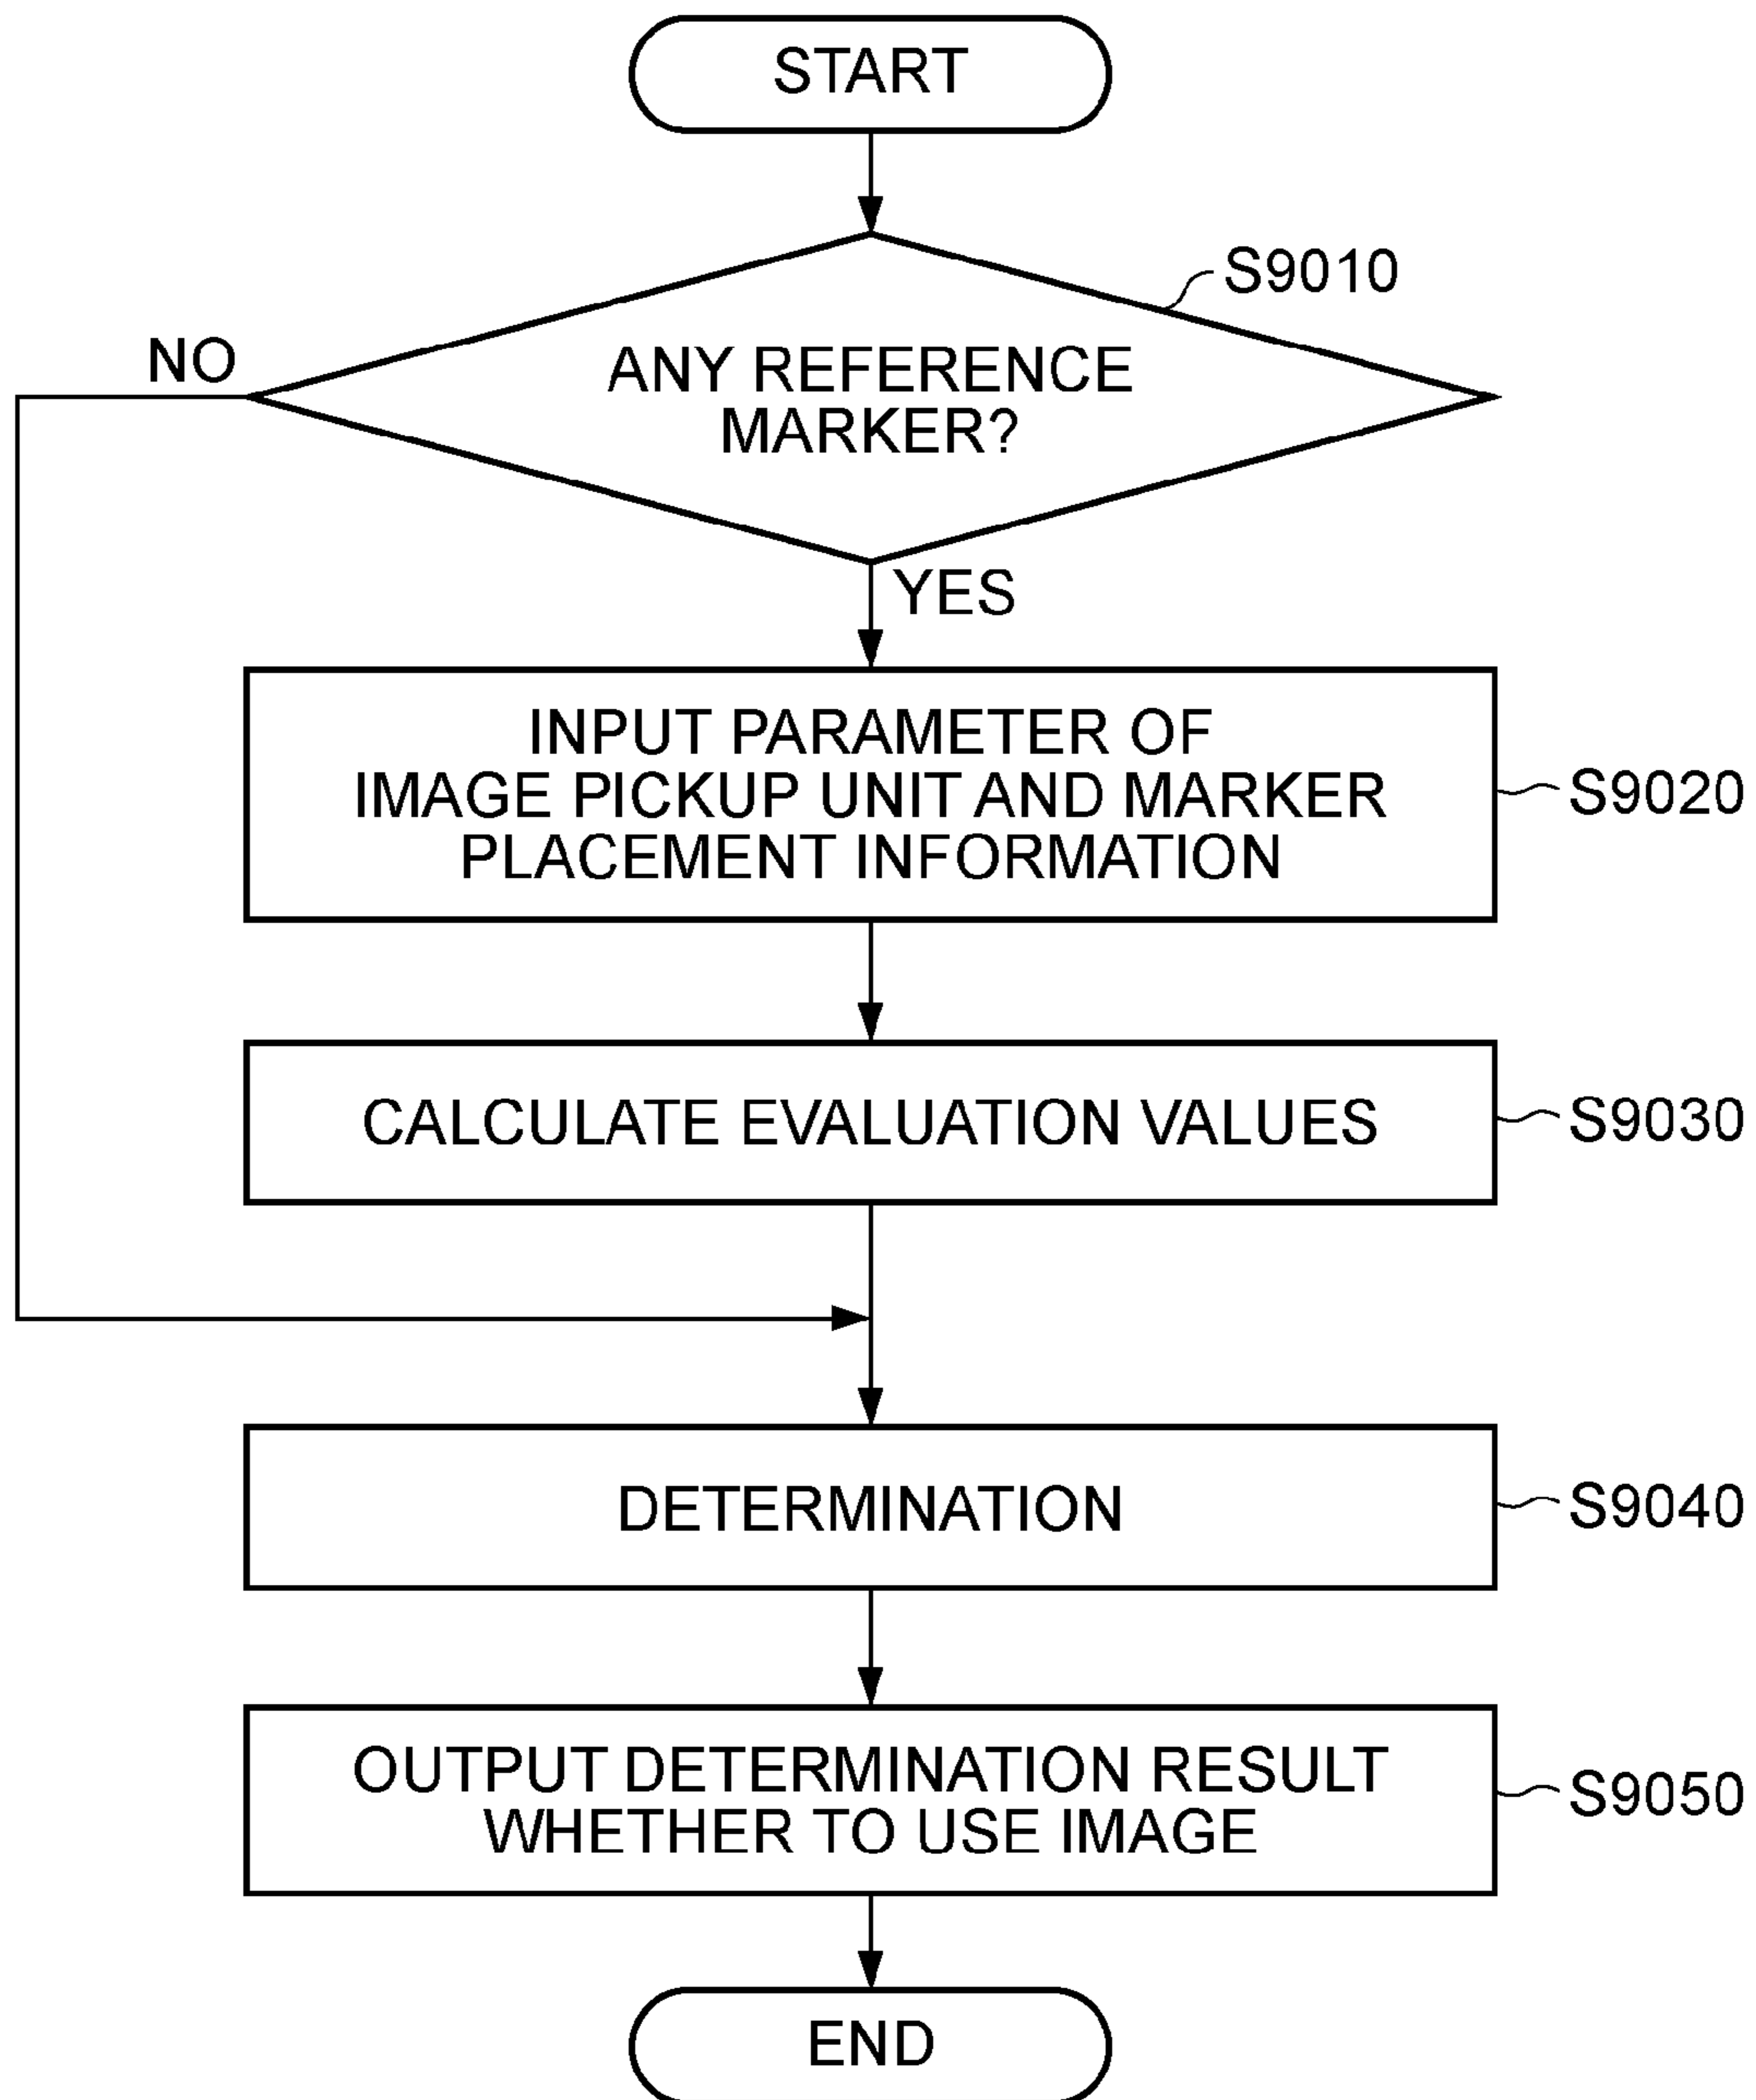 START
S9010
NO
ANY REFERENCE
MARKER?
YES
INPUT PARAMETER OF
IMAGE PICKUP UNIT AND MARKER
PLACEMENT INFORMATION
S9020
CALCULATE EVALUATION VALUES
S9030
DETERMINATION
S9040
OUTPUT DETERMINATION RESULT
WHETHER TO USE IMAGE
S9050
END